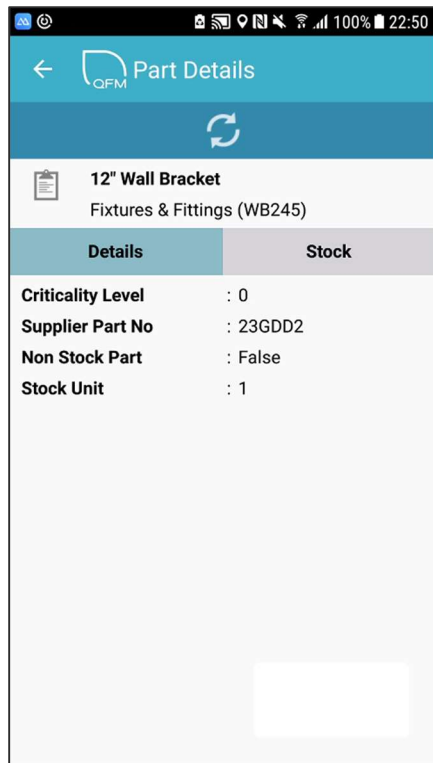 100% 22:50
QFM Part Details
12" Wall Bracket
Fixtures & Fittings (WB245)
Details Stock
Criticality Level : 0
Supplier Part No : 23GDD2
Non Stock Part : False
Stock Unit : 1